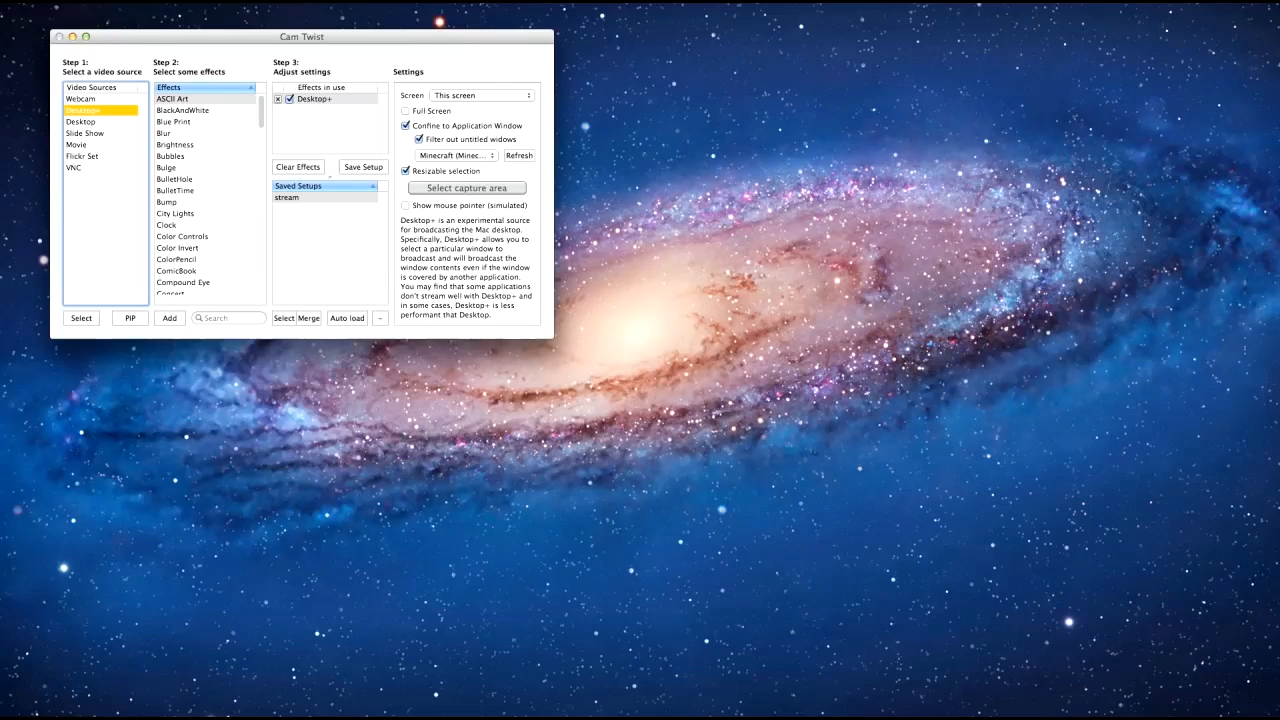 Cam Twist
Step 1:
Select a video source
Video Sources
Webcam
Desktop+
Desktop
Slide Show
Movie
Flickr Set
VNC
Select
PIP
Step 2:
Select some effects
Effects
ASCII Art
BlackAndWhite
Blue Print
Blur
Brightness
Bubbles
Bulge
BulletHole
BulletTime
Bump
City Lights
Clock
Color Controls
Color Invert
ColorPencil
ComicBook
Compound Eye
Concert
Add
Search
Step 3:
Adjust settings
Effects in use
Desktop+
Clear Effects
Save Setup
Saved Setups
stream
Select
Merge
Auto load
–
Settings
Screen
This screen
Full Screen
Confine to Application Window
Filter out untitled widows
Minecraft (Minec...
Refresh
Resizable selection
Select capture area
Show mouse pointer (simulated)
Desktop+ is an experimental source
for broadcasting the Mac desktop.
Specifically, Desktop+ allows you to
select a particular window to
broadcast and will broadcast the
window contents even if the window
is covered by another application.
You may find that some applications
don't stream well with Desktop+ and
in some cases, Desktop+ is less
performant that Desktop.